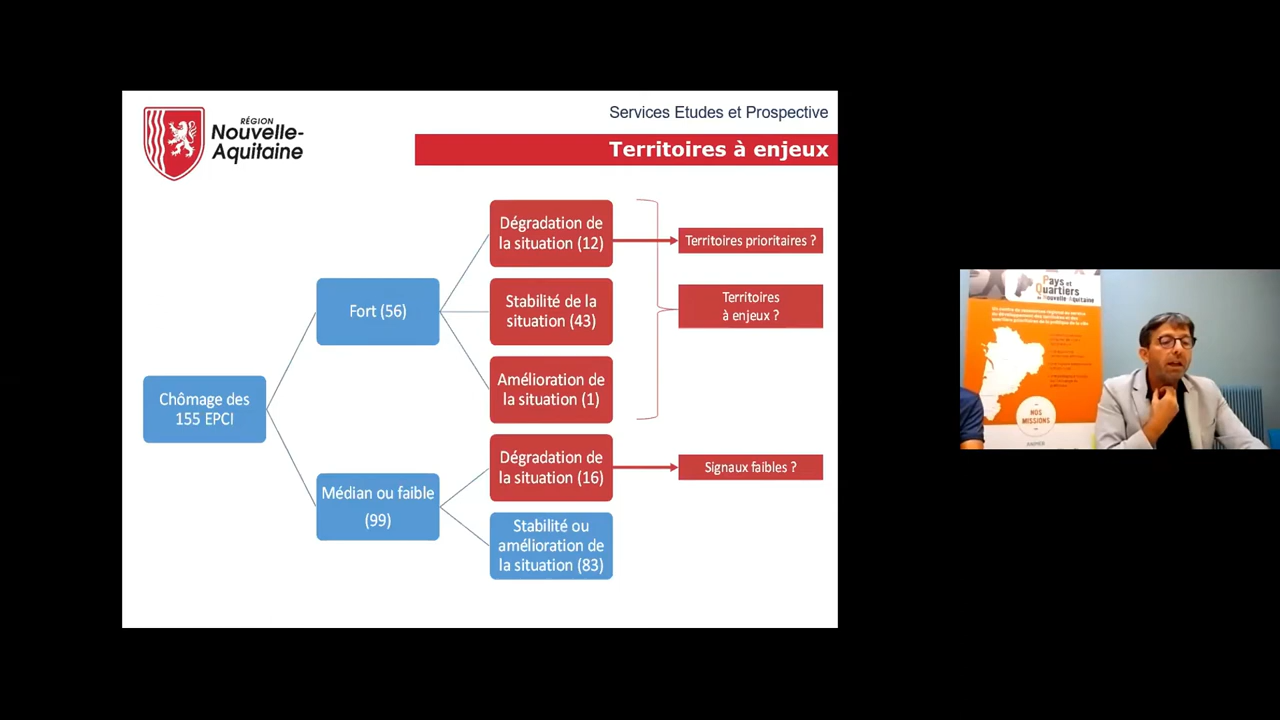 RÉGION
Nouvelle-
Aquitaine
Services Etudes et Prospective
Territoires à enjeux
Dégradation de
la situation (12)
Territoires prioritaires ?
Fort (56)
Stabilité de la
situation (43)
Territoires
à enjeu ?
Amélioration de
la situation (1)
Chômage des
155 EPCI
Médian ou faible
(99)
Dégradation de
la situation (16)
Signaux faibles ?
Stabilité ou
amélioration de
la situation (83)
Pays et
Quartiers
de Nouvelle-Aquitaine
NOS
MISSIONS